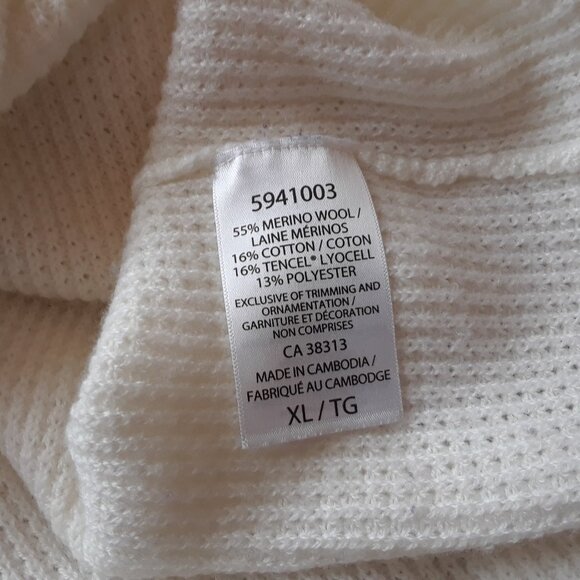 5941003
55% MERINO WOOL /
LAINE MÉRINOS
16% COTTON / COTON
16% TENCEL® LYOCELL
13% POLYESTER
EXCLUSIVE OF TRIMMING AND
ORNAMENTATION /
GARNITURE ET DÉCORATION
NON COMPRISES
CA 38313
MADE IN CAMBODIA /
FABRIQUÉ AU CAMBODGE
XL / TG